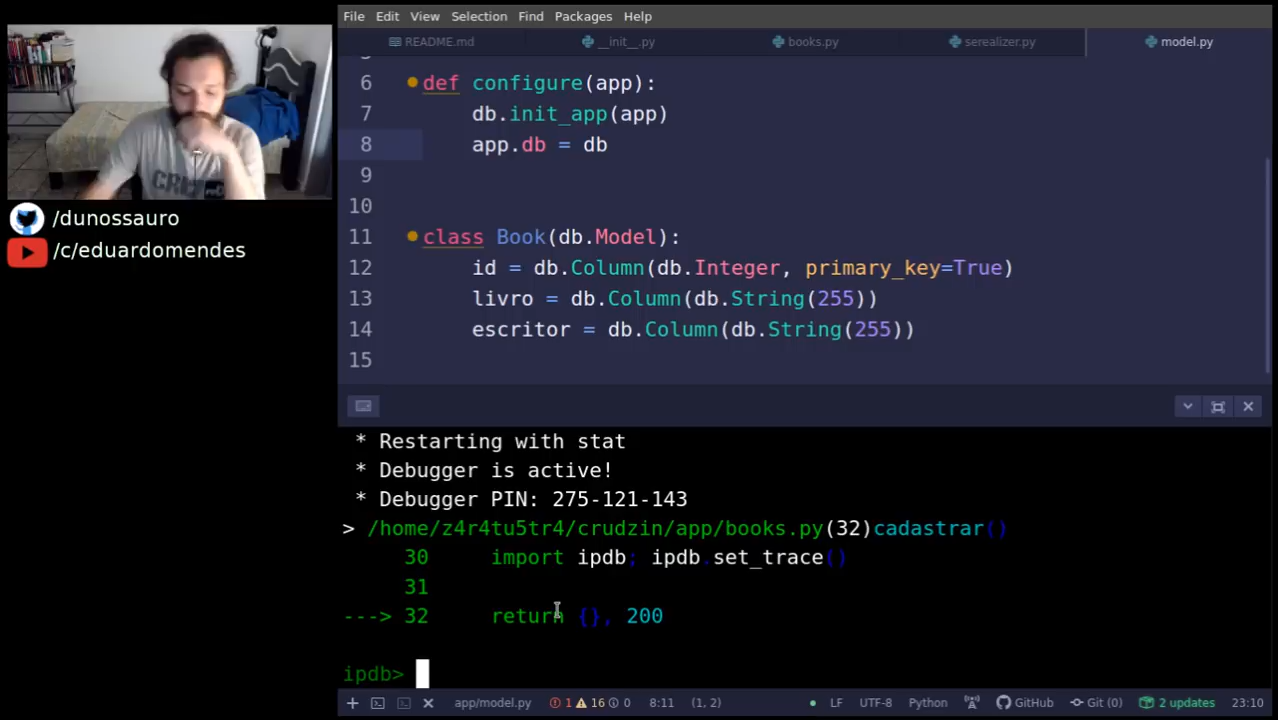 File Edit View Selection Find Packages Help
README.md __init__.py books.py serealizer.py model.py
6 def configure(app):
7 db.init_app(app)
8 app.db = db
9
10
11 class Book(db.Model):
12 id = db.Column(db.Integer, primary_key=True)
13 livro = db.Column(db.String(255))
14 escritor = db.Column(db.String(255))
15
/dunossauro
/c/eduardomendes
* Restarting with stat
* Debugger is active!
* Debugger PIN: 275-121-143
> /home/z4r4tu5tr4/crudzin/app/books.py(32)cadastrar()
30 import ipdb; ipdb.set_trace()
31
---> 32 return {}, 200
ipdb>
app/model.py 1 16 0 8:11 (1, 2) LF UTF-8 Python GitHub Git (0) 2 updates 23:10